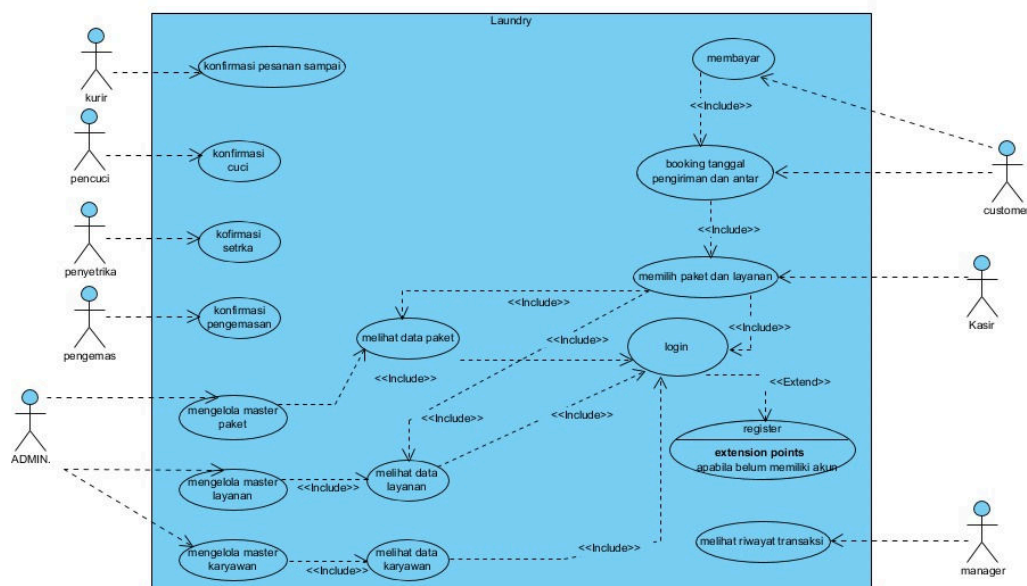 Laundry
kurir
konfirmasi pesanan sampai
membayar
<<Include>>
pencuci
konfirmasi
cuci
booking tanggal
pengiriman dan antar
customer
<<Include>>
penyetrika
kofirmasi
setrka
memilih paket dan layanan
Kasir
<<Include>>
pengemas
konfirmasi
pengemasan
melihat data paket
<<Include>>
<<Include>>
login
<<Include>>
<<Extend>>
ADMIN.
mengelola master
paket
<<Include>>
<<Include>>
register
extension points
apabila belum memiliki akun
mengelola master
layanan
<<Include>>
melihat data
layanan
melihat riwayat transaksi
manager
mengelola master
karyawan
<<Include>>
melihat data
karyawan
<<Include>>